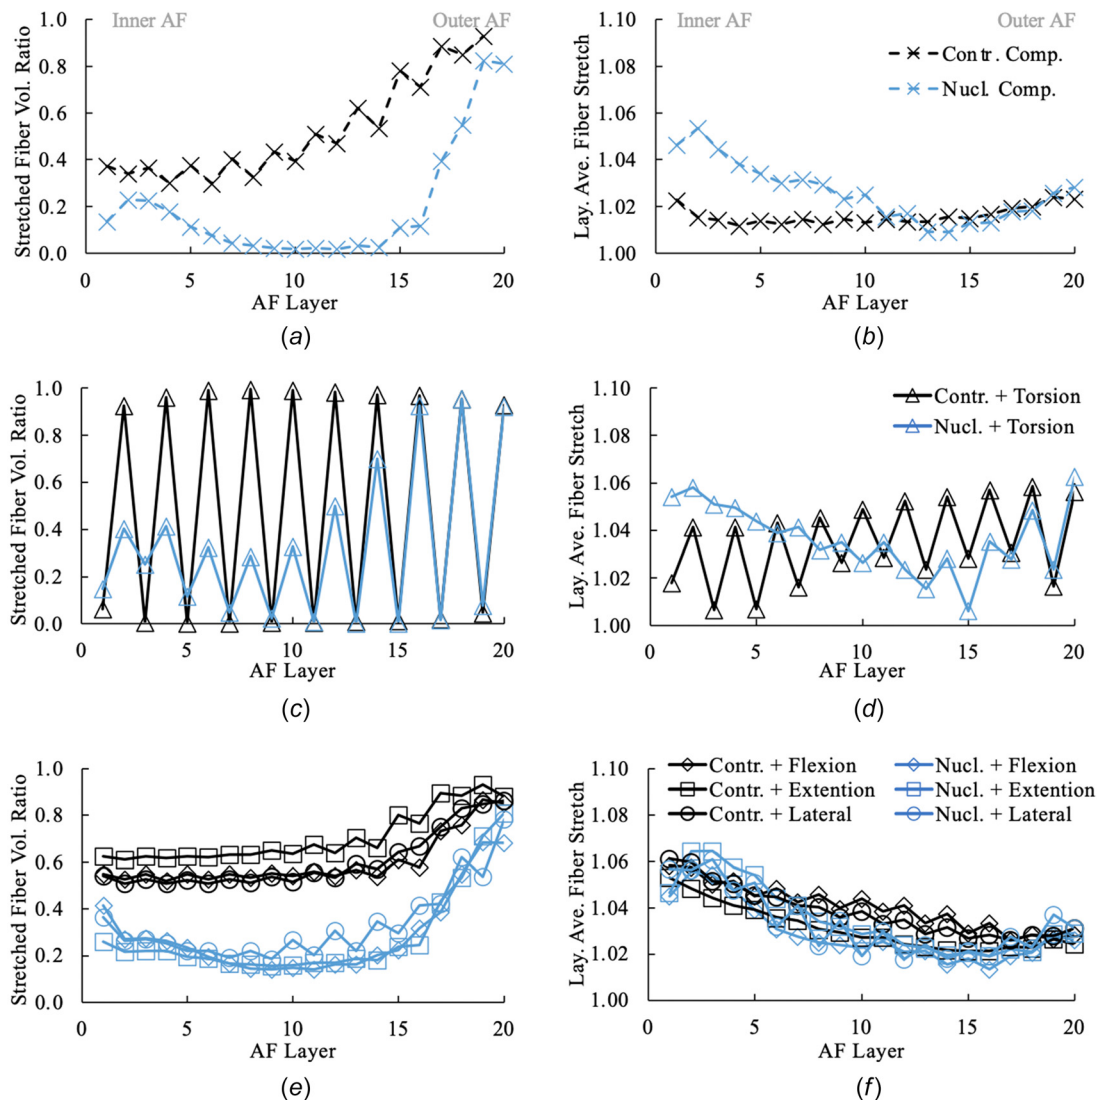 Inner AF Outer AF
Stretched Fiber Vol. Ratio
1.0
0.8
0.6
0.4
0.2
0.0
0 5 10 15 20
AF Layer
(a)
Inner AF Outer AF
Contr. Comp.
Nucl. Comp.
Lay. Ave. Fiber Stretch
1.10
1.08
1.06
1.04
1.02
1.00
0 5 10 15 20
AF Layer
(b)
Stretched Fiber Vol. Ratio
1.0
0.8
0.6
0.4
0.2
0.0
0 5 10 15 20
AF Layer
(c)
Contr. + Torsion
Nucl. + Torsion
Lay. Ave. Fiber Stretch
1.10
1.08
1.06
1.04
1.02
1.00
0 5 10 15 20
AF Layer
(d)
Stretched Fiber Vol. Ratio
1.0
0.8
0.6
0.4
0.2
0.0
0 5 10 15 20
AF Layer
(e)
Contr. + Flexion Nucl. + Flexion
Contr. + Extention Nucl. + Extention
Contr. + Lateral Nucl. + Lateral
Lay. Ave. Fiber Stretch
1.10
1.08
1.06
1.04
1.02
1.00
0 5 10 15 20
AF Layer
(f)